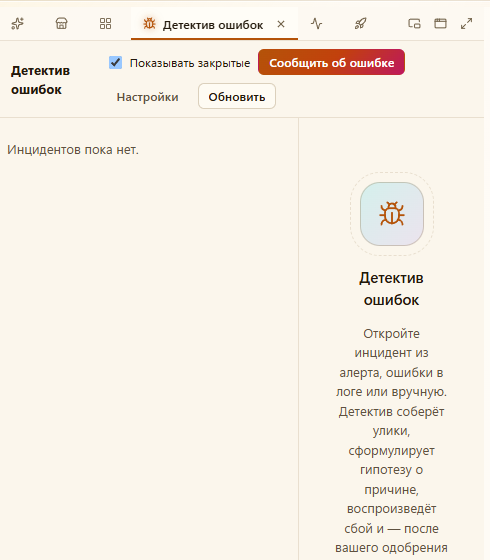 Детектив ошибок
Детектив
ошибок
Показывать закрытые
Сообщить об ошибке
Настройки
Обновить
Инцидентов пока нет.
Детектив
ошибок
Откройте
инцидент из
алерта, ошибки в
логе или вручную.
Детектив соберёт
улики,
сформулирует
гипотезу о
причине,
воспроизведёт
сбой и — после
вашего одобрения